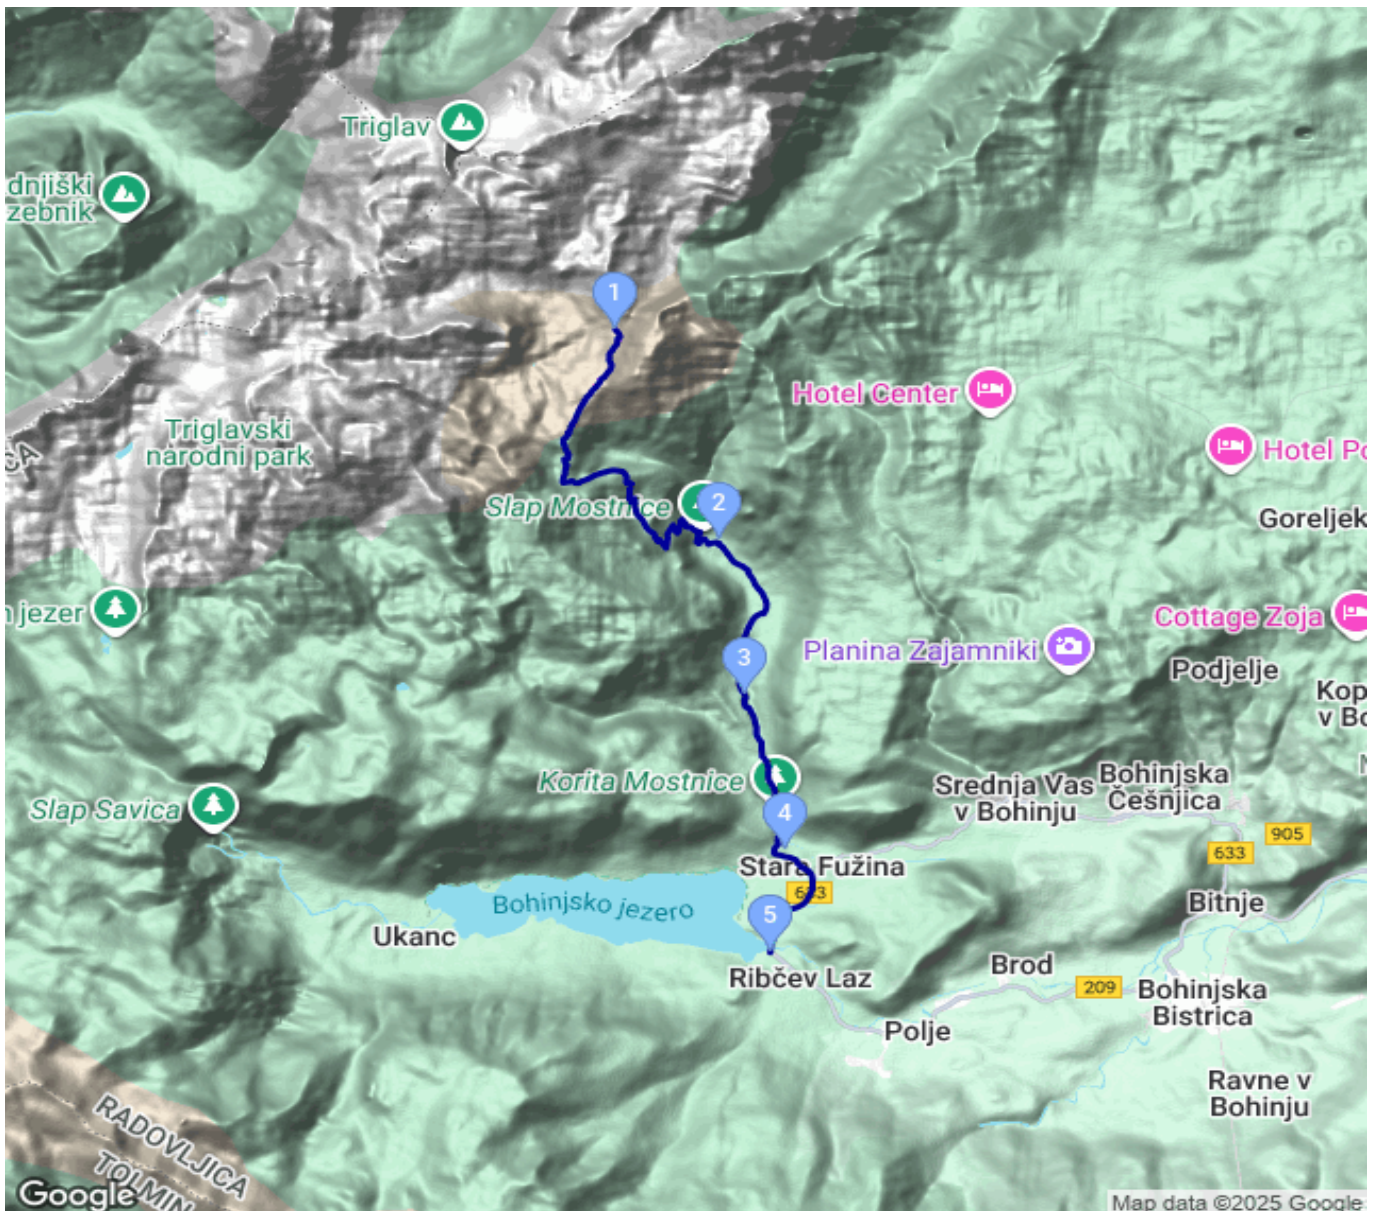 Triglav
dnjiški
zebnik
1
Hotel Center
Triglavski
narodni park
Hotel Po
Slap Mostnice
2
Goreljek
n jezer
Cottage Zoja
3
Planina Zajamniki
Podjelje
Kop
v Bo
Korita Mostnice
Srednja Vas
v Bohinju
Bohinjska
Češnjica
Slap Savica
4
905
633
Stara Fužina
633
Bohinjsko jezero
5
Bitnje
Ukanc
Ribčev Laz
Brod
209
Bohinjska
Bistrica
Polje
Ravne v
Bohinju
RADOVLJICA
TOLMIN
Google
Map data ©2025 Google